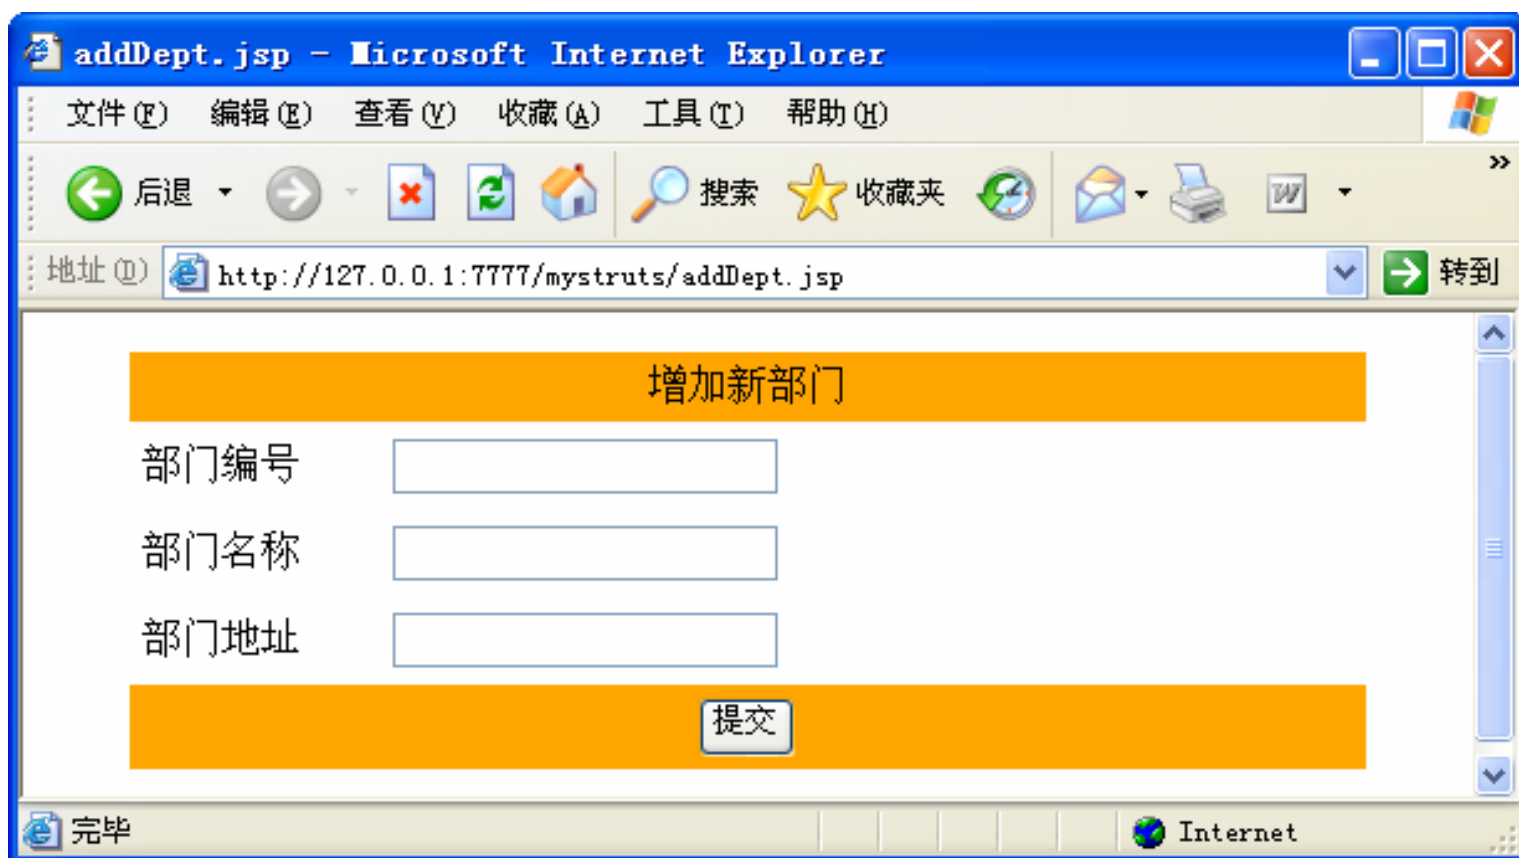 addDept.jsp - Microsoft Internet Explorer
文件(F) 编辑(E) 查看(V) 收藏(A) 工具(T) 帮助(H)
后退 搜索 收藏夹 W »
地址(D) http://127.0.0.1:7777/mystruts/addDept.jsp 转到
增加新部门
部门编号
部门名称
部门地址
提交
完毕 Internet